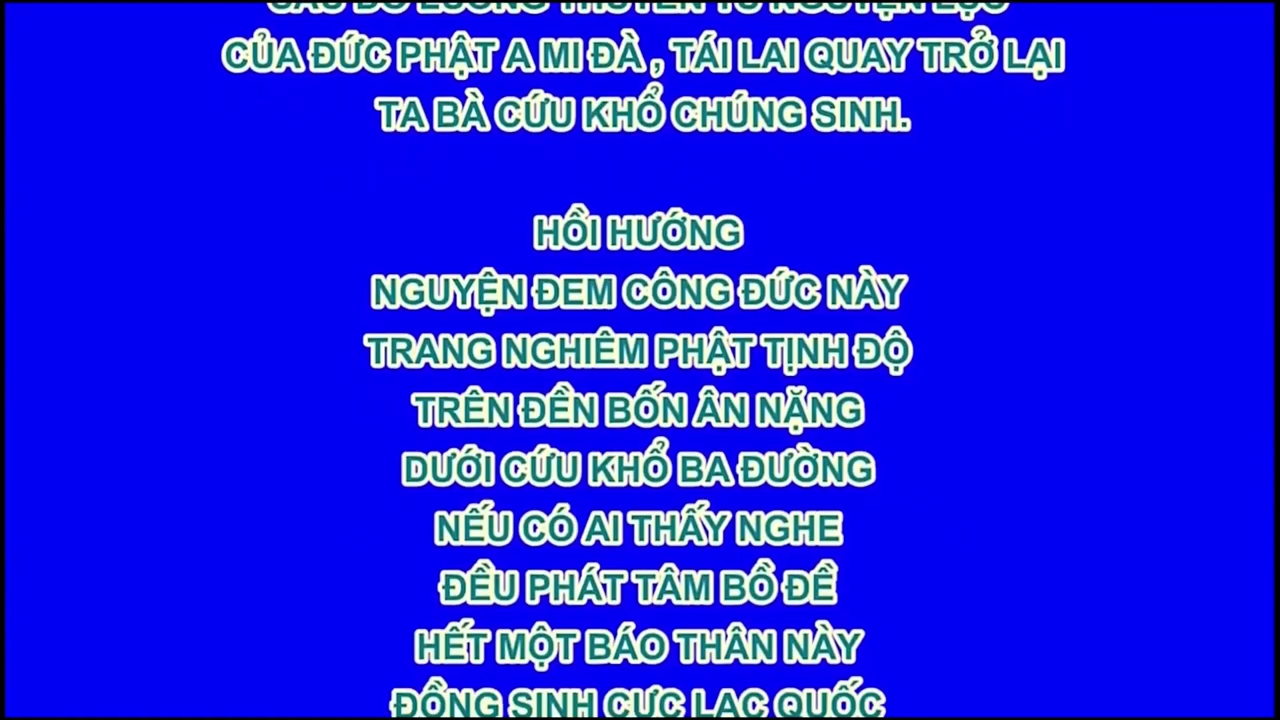 CỦA ĐỨC PHẬT A MI ĐÀ , TÁI LAI QUAY TRỞ LẠI
TA BÀ CỨU KHỔ CHÚNG SINH.
HỒI HƯỚNG
NGUYỆN ĐEM CÔNG ĐỨC NÀY
TRANG NGHIÊM PHẬT TỊNH ĐỘ
TRÊN ĐỀN BỐN ÂN NẶNG
DƯỚI CỨU KHỔ BA ĐƯỜNG
NẾU CÓ AI THẤY NGHE
ĐỀU PHÁT TÂM BỒ ĐỀ
HẾT MỘT BÁO THÂN NÀY
ĐỒNG SINH CỰC LẠC QUỐC